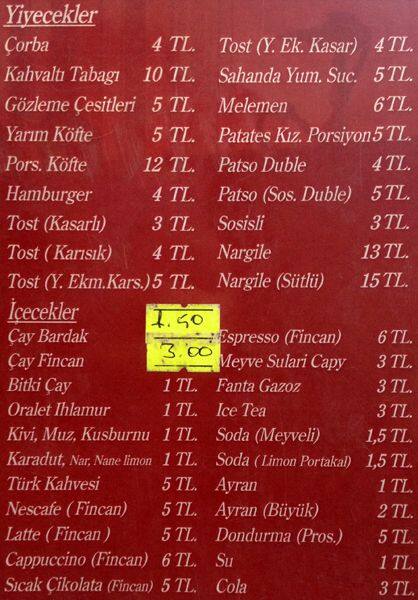 Yiyecekler
Çorba 4 TL.
Kahvaltı Tabagı 10 TL.
Gözleme Çesitleri 5 TL.
Yarım Köfte 5 TL.
Pors. Köfte 12 TL.
Hamburger 4 TL.
Tost (Kasarlı) 3 TL.
Tost ( Karısık) 4 TL.
Tost (Y. Ekm.Kars.) 5 TL.
Tost (Y. Ek. Kasar) 4 TL.
Sahanda Yum. Suc. 5 TL.
Melemen 6 TL.
Patates Kız. Porsiyon 5 TL.
Patso Duble 4 TL.
Patso (Sos. Duble) 5 TL.
Sosisli 3 TL.
Nargile 13 TL.
Nargile (Sütlü) 15 TL.
İçecekler
Çay Bardak 1.50
Çay Fincan 3.00
Bitki Çay 1 TL.
Oralet Ihlamur 1 TL.
Kivi, Muz, Kusburnu 1 TL.
Karadut, Nar, Nane limon 1 TL.
Türk Kahvesi 5 TL.
Nescafe ( Fincan) 5 TL.
Latte ( Fincan ) 5 TL.
Cappuccino (Fincan) 6 TL.
Sıcak Çikolata (Fincan) 5 TL.
Espresso (Fincan) 6 TL.
Meyve Sulari Capy 3 TL.
Fanta Gazoz 3 TL.
Ice Tea 3 TL.
Soda (Meyveli) 1,5 TL.
Soda ( Limon Portakal) 1,5 TL.
Ayran 1 TL.
Ayran (Büyük) 2 TL.
Dondurma (Pros.) 5 TL.
Su 1 TL.
Cola 3 TL.